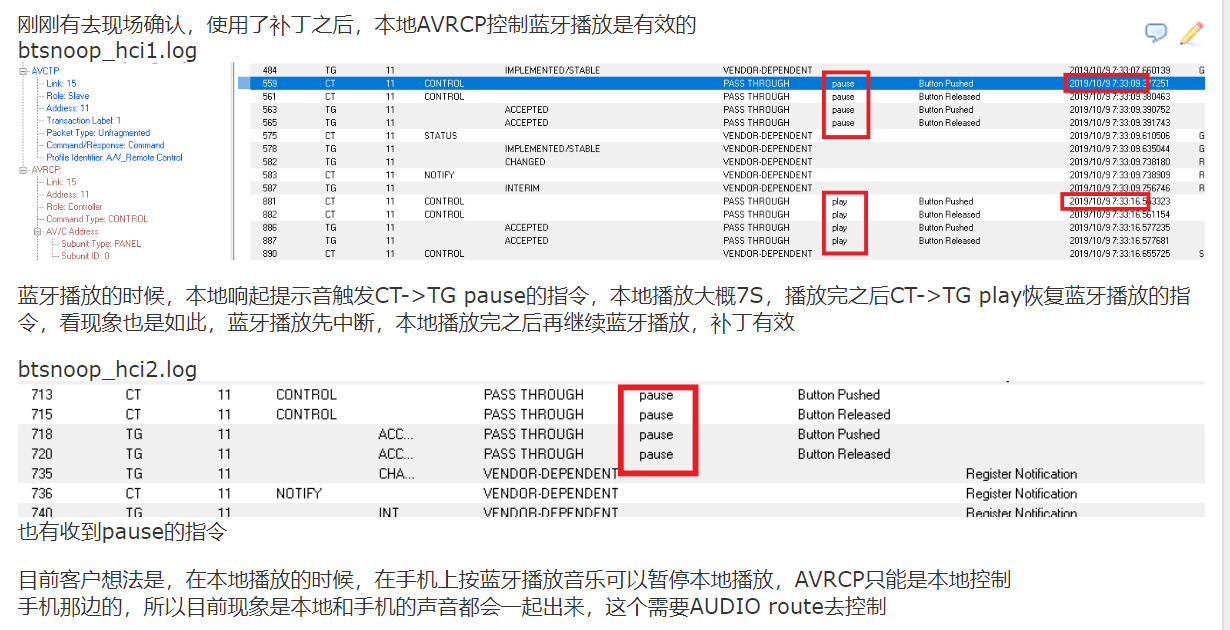 刚刚有去现场确认，使用了补丁之后，本地AVRCP控制蓝牙播放是有效的
btsnoop_hci1.log
AVCTP:
Link: 15
Role: Slave
Address: 11
Transaction Label: 1
Packet Type: Unfragmented
Command/Response: Command
Profile Identifier: A/V_Remote Control
AVRCP:
Link: 15
Address: 11
Role: Controller
Command Type: CONTROL
AV/C Address
Subunit Type: PANEL
Subunit ID: 0
484 TG 11 IMPLEMENTED/STABLE VENDOR-DEPENDENT 2019/10/9 7:33:07.660139 G
559 CT 11 CONTROL PASS THROUGH pause Button Pushed 2019/10/9 7:33:09.377251
561 CT 11 CONTROL PASS THROUGH pause Button Released 2019/10/9 7:33:09.380463
563 TG 11 ACCEPTED PASS THROUGH pause Button Pushed 2019/10/9 7:33:09.390752
565 TG 11 ACCEPTED PASS THROUGH pause Button Released 2019/10/9 7:33:09.391743
575 CT 11 STATUS VENDOR-DEPENDENT 2019/10/9 7:33:09.610506 G
578 TG 11 IMPLEMENTED/STABLE VENDOR-DEPENDENT 2019/10/9 7:33:09.635044 G
582 TG 11 CHANGED VENDOR-DEPENDENT 2019/10/9 7:33:09.738180 R
583 CT 11 NOTIFY VENDOR-DEPENDENT 2019/10/9 7:33:09.738909 R
587 TG 11 INTERIM VENDOR-DEPENDENT 2019/10/9 7:33:09.756746 R
881 CT 11 CONTROL PASS THROUGH play Button Pushed 2019/10/9 7:33:16.
882 CT 11 CONTROL PASS THROUGH play Button Released 2019/10/9 7:33:16.561154
886 TG 11 ACCEPTED PASS THROUGH play Button Pushed 2019/10/9 7:33:16.577235
887 TG 11 ACCEPTED PASS THROUGH play Button Released 2019/10/9 7:33:16.577681
890 CT 11 CONTROL VENDOR-DEPENDENT 2019/10/9 7:33:16.655725 S
蓝牙播放的时候，本地响起提示音触发CT->TG pause的指令，本地播放大概7S，播放完之后CT->TG play恢复蓝牙播放的指
令，看现象也是如此，蓝牙播放先中断，本地播放完之后再继续蓝牙播放，补丁有效
btsnoop_hci2.log
713 CT 11 CONTROL PASS THROUGH pause Button Pushed
715 CT 11 CONTROL PASS THROUGH pause Button Released
718 TG 11 ACC... PASS THROUGH pause Button Pushed
720 TG 11 ACC... PASS THROUGH pause Button Released
735 TG 11 CHA... VENDOR-DEPENDENT Register Notification
736 CT 11 NOTIFY VENDOR-DEPENDENT Register Notification
740 TG 11 INT VENDOR-DEPENDENT Register Notification
也有收到pause的指令
目前客户想法是，在本地播放的时候，在手机上按蓝牙播放音乐可以暂停本地播放，AVRCP只能是本地控制
手机那边的，所以目前现象是本地和手机的声音都会一起出来，这个需要AUDIO route去控制